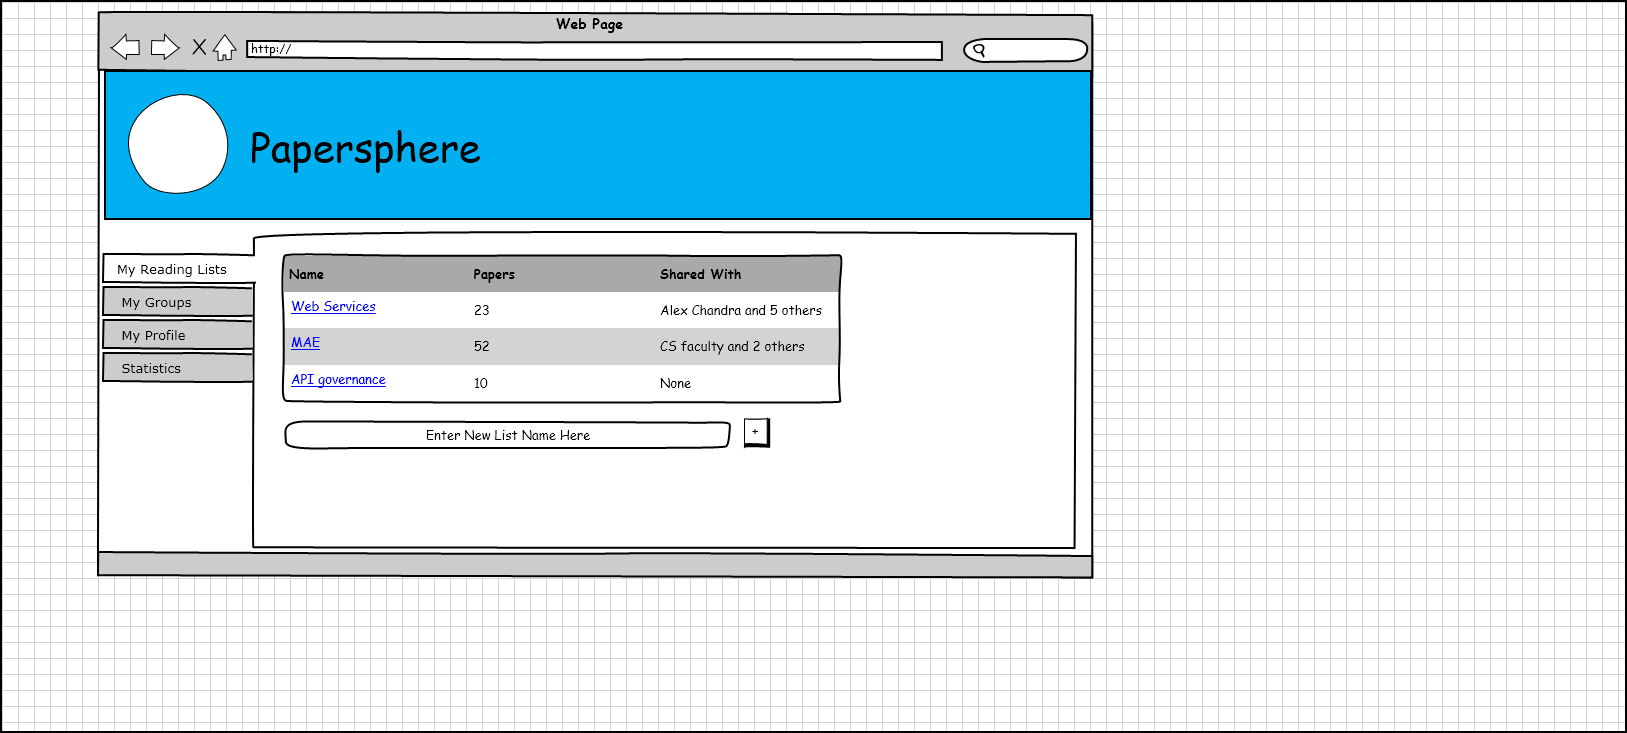 Web Page
http://
Papersphere
My Reading Lists
My Groups
My Profile
Statistics
Name Papers Shared With
Web Services 23 Alex Chandra and 5 others
MAE 52 CS faculty and 2 others
API governance 10 None
Enter New List Name Here +